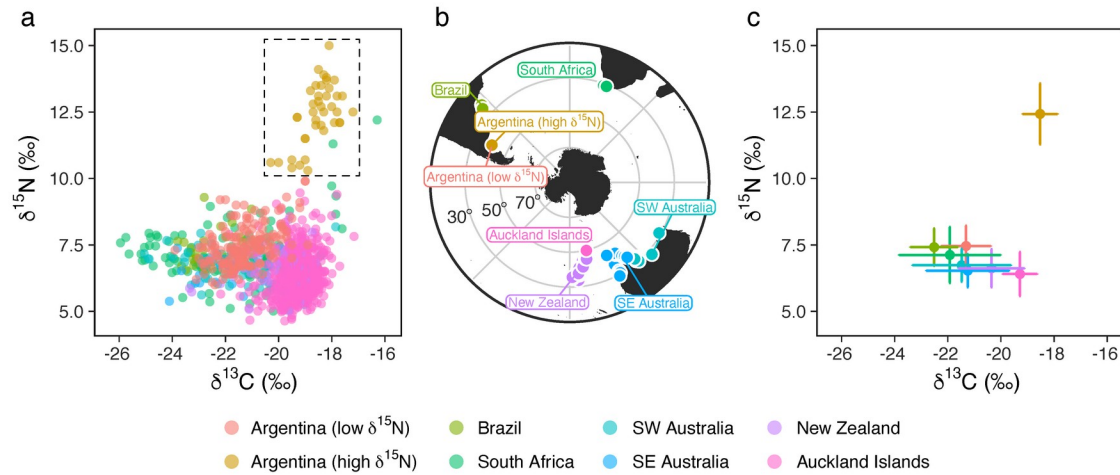 a
b
c
15.0
12.5
10.0
7.5
5.0
δ¹⁵N (‰)
-26 -24 -22 -20 -18 -16
δ¹³C (‰)
South Africa
Brazil
Argentina (high δ¹⁵N)
Argentina (low δ¹⁵N)
30° 50° 70°
SW Australia
Auckland Islands
New Zealand
SE Australia
15.0
12.5
10.0
7.5
5.0
δ¹⁵N (‰)
-26 -24 -22 -20 -18 -16
δ¹³C (‰)
Argentina (low δ¹⁵N) Brazil SW Australia New Zealand
Argentina (high δ¹⁵N) South Africa SE Australia Auckland Islands